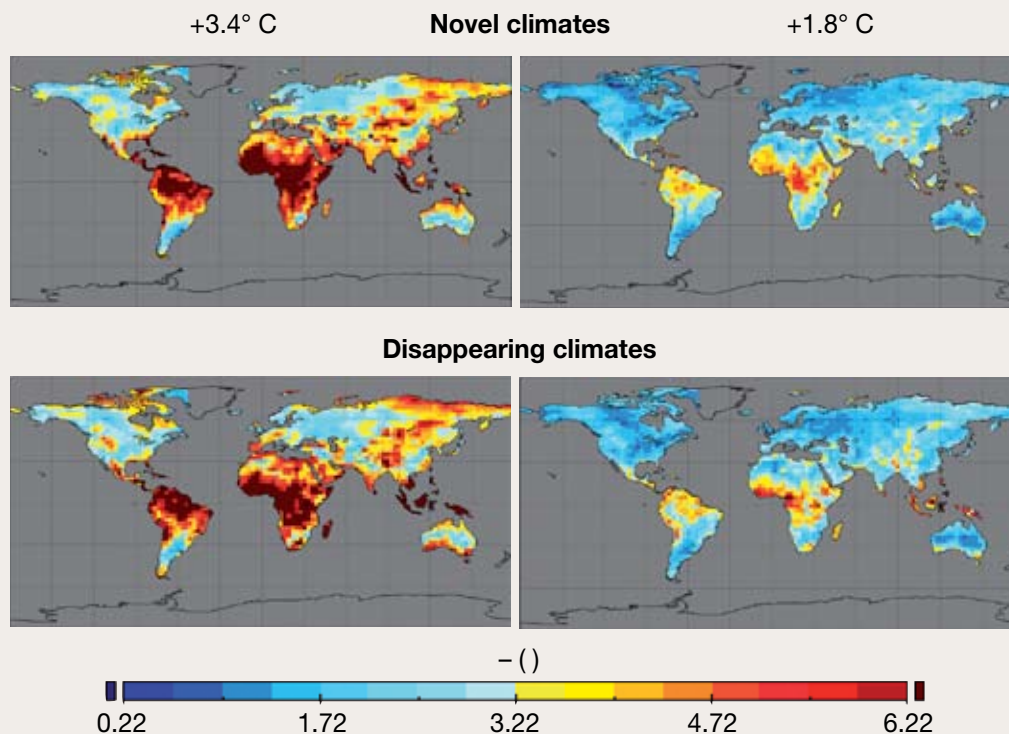 +3.4° C Novel climates +1.8° C
Disappearing climates
– ( )
0.22 1.72 3.22 4.72 6.22